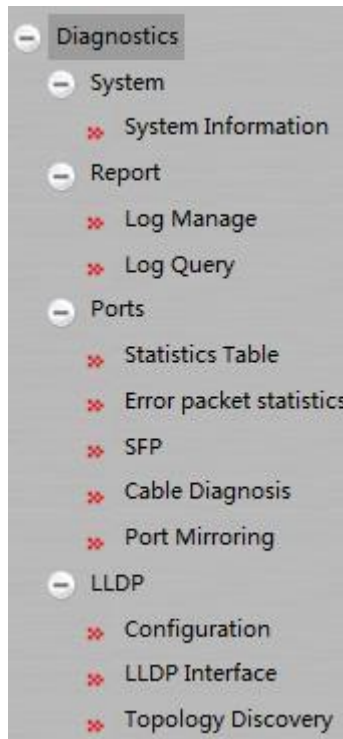 Diagnostics
System
System Information
Report
Log Manage
Log Query
Ports
Statistics Table
Error packet statistics
SFP
Cable Diagnosis
Port Mirroring
LLDP
Configuration
LLDP Interface
Topology Discovery